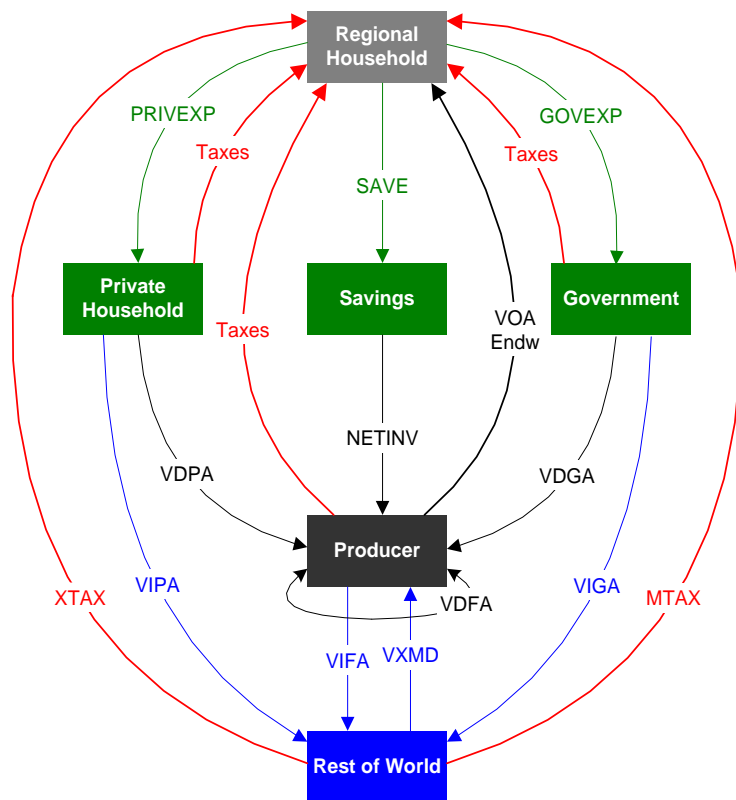 Regional
Household
PRIVEXP
GOVEXP
Taxes
Taxes
SAVE
Private
Household
Savings
Government
VOA
Endw
Taxes
NETINV
VDPA
VDGA
Producer
VIPA
VIGA
XTAX
MTAX
VDFA
VIFA
VXMD
Rest of World